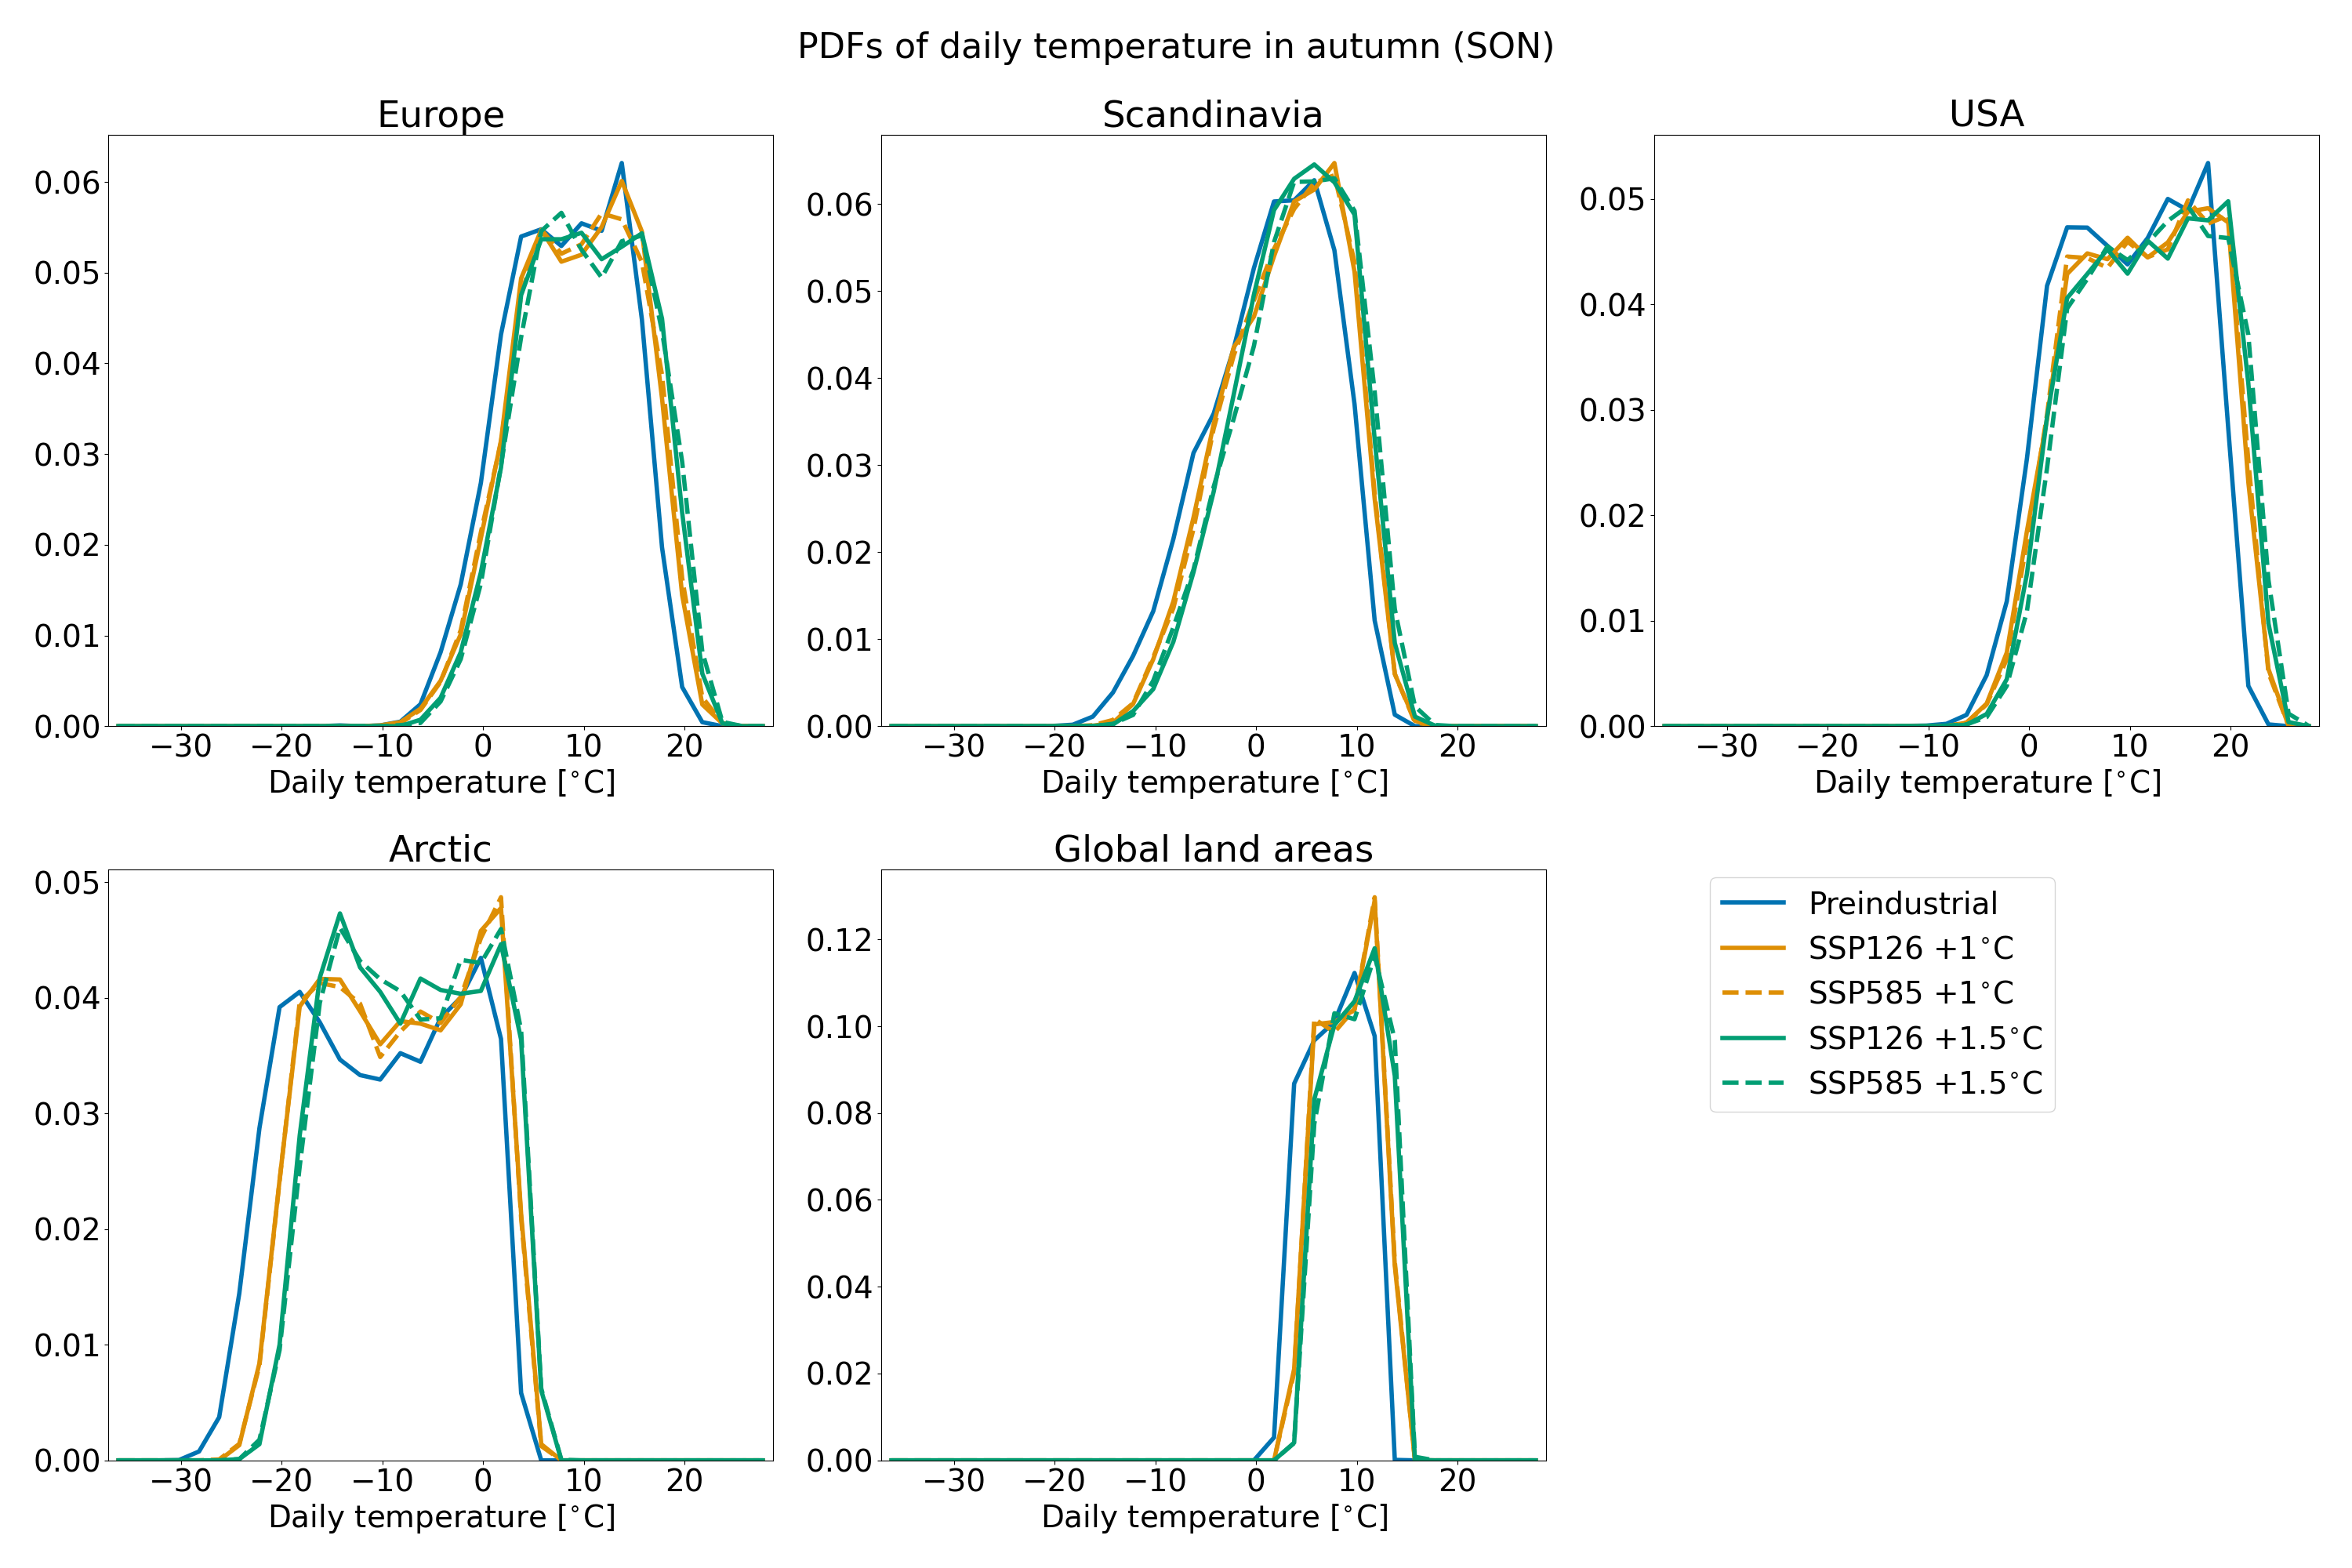 PDFs of daily temperature in autumn (SON)
Europe
0.06
0.05
0.04
0.03
0.02
0.01
0.00
−30 −20 −10 0 10 20
Daily temperature [°C]
Scandinavia
0.06
0.05
0.04
0.03
0.02
0.01
0.00
−30 −20 −10 0 10 20
Daily temperature [°C]
USA
0.05
0.04
0.03
0.02
0.01
0.00
−30 −20 −10 0 10 20
Daily temperature [°C]
Arctic
0.05
0.04
0.03
0.02
0.01
0.00
−30 −20 −10 0 10 20
Daily temperature [°C]
Global land areas
0.12
0.10
0.08
0.06
0.04
0.02
0.00
−30 −20 −10 0 10 20
Daily temperature [°C]
Preindustrial
SSP126 +1°C
SSP585 +1°C
SSP126 +1.5°C
SSP585 +1.5°C